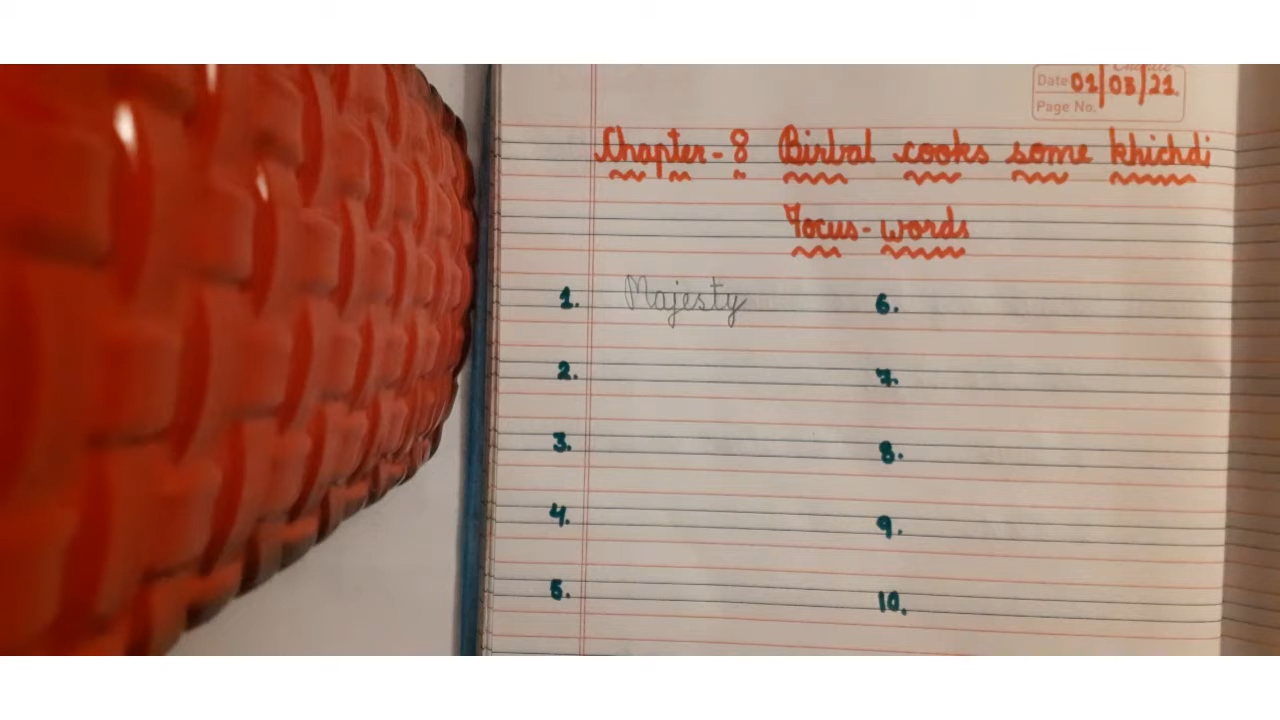 Date 01/03/21
Page No.
Chapter-8 Birbal cooks some khichdi
Focus-words
1. Majesty 6.
2. 7.
3. 8.
4. 9.
5. 10.